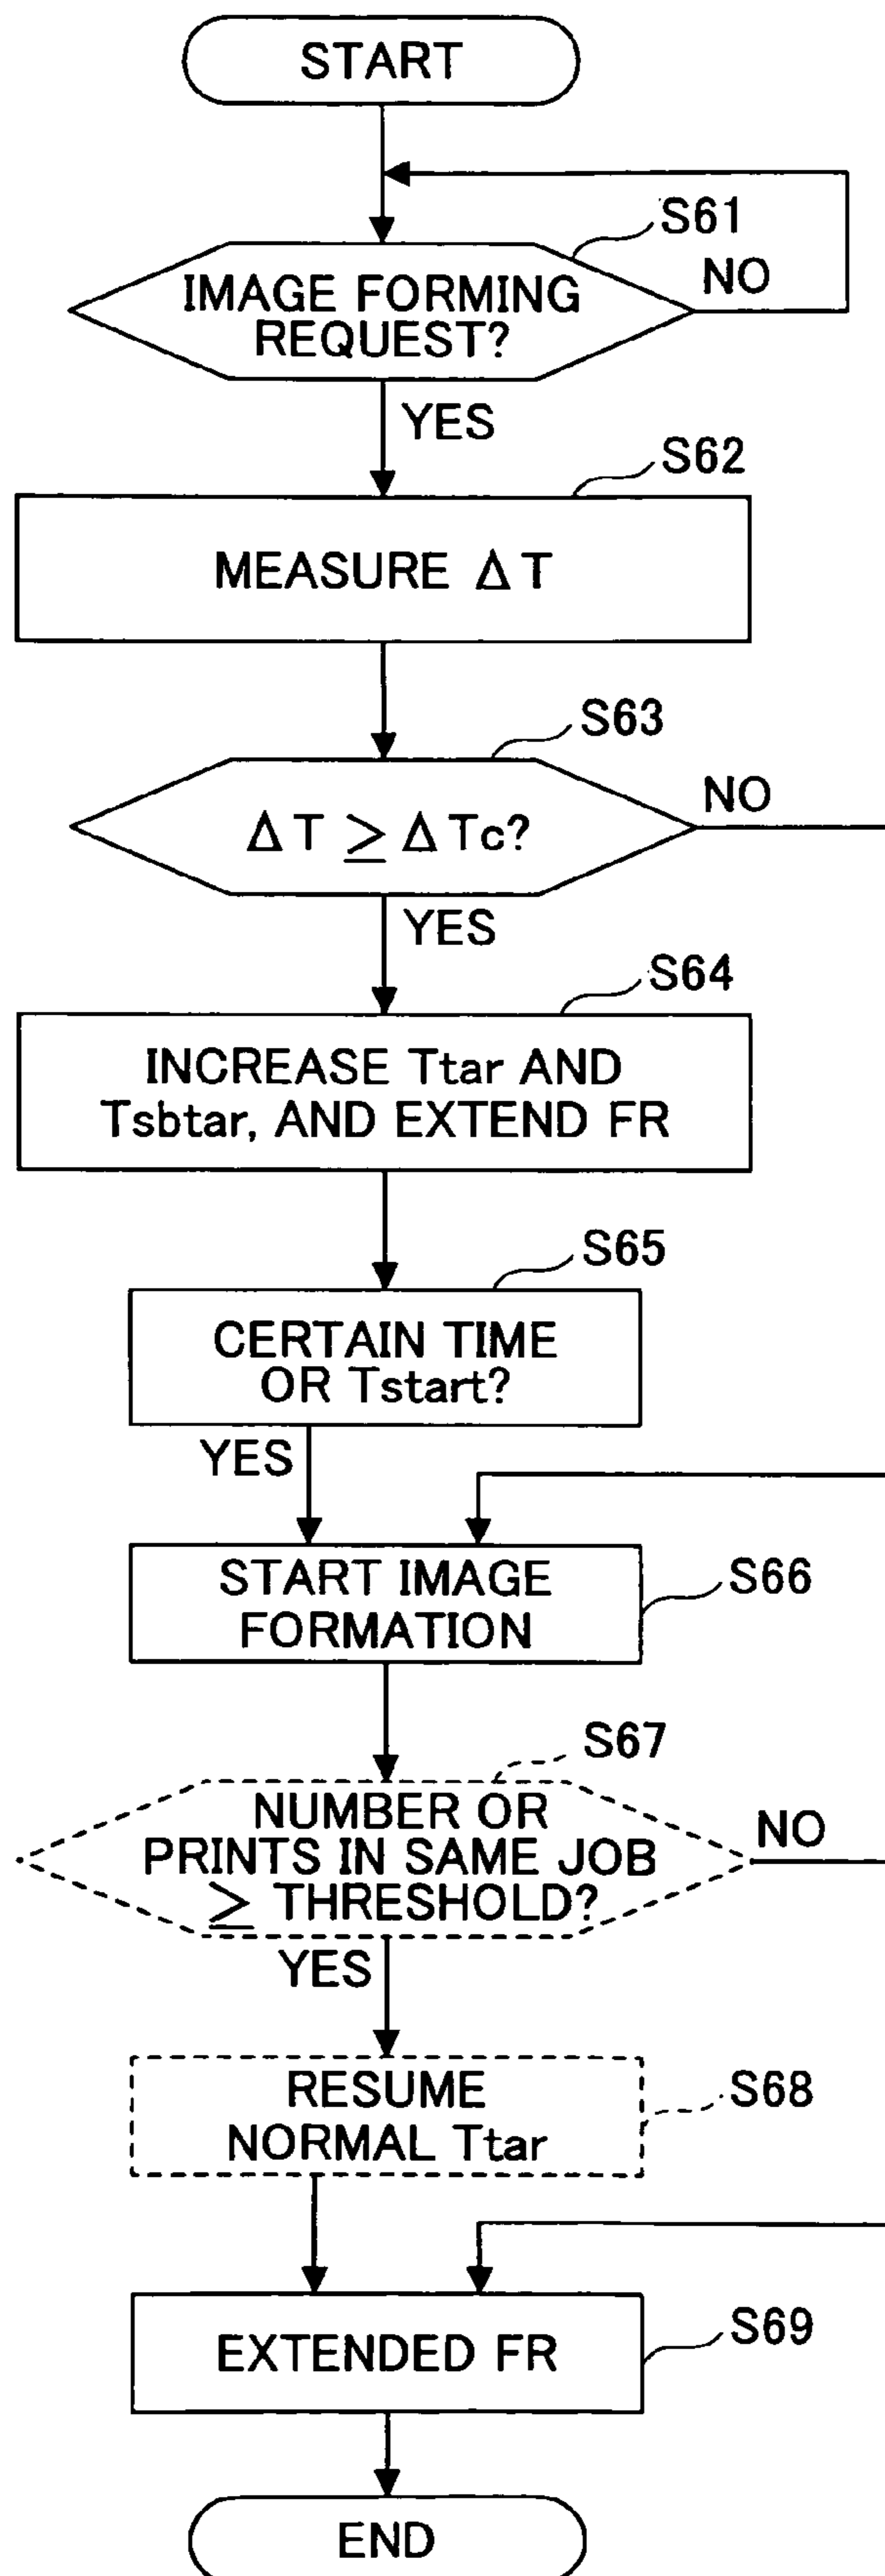 START
S61
IMAGE FORMING
REQUEST?
NO
YES
S62
MEASURE ΔT
S63
ΔT ≧ ΔTc?
NO
YES
S64
INCREASE Ttar AND
Tsbtar, AND EXTEND FR
S65
CERTAIN TIME
OR Tstart?
YES
START IMAGE
FORMATION
S66
S67
NUMBER OR
PRINTS IN SAME JOB
≧ THRESHOLD?
NO
YES
RESUME
NORMAL Ttar
S68
EXTENDED FR
S69
END